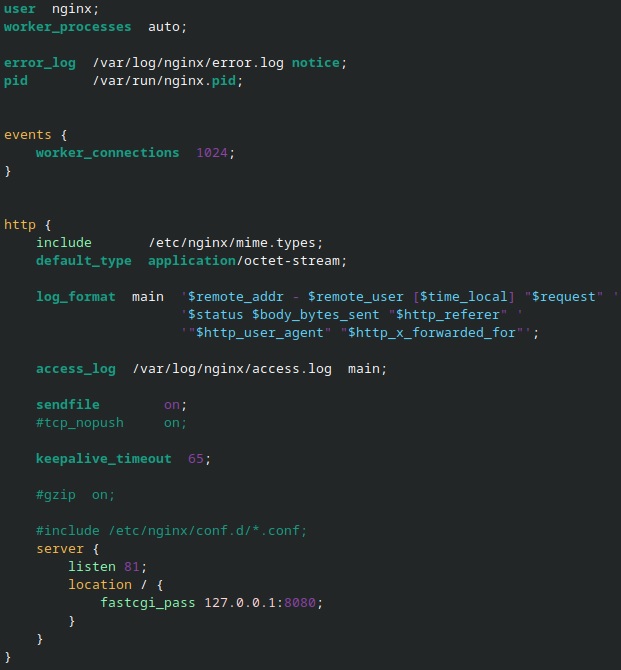 user  nginx;
worker_processes  auto;

error_log  /var/log/nginx/error.log notice;
pid        /var/run/nginx.pid;


events {
    worker_connections  1024;
}


http {
    include       /etc/nginx/mime.types;
    default_type  application/octet-stream;

    log_format  main  '$remote_addr - $remote_user [$time_local] "$request" '
                      '$status $body_bytes_sent "$http_referer" '
                      '"$http_user_agent" "$http_x_forwarded_for"';

    access_log  /var/log/nginx/access.log  main;

    sendfile        on;
    #tcp_nopush     on;

    keepalive_timeout  65;

    #gzip  on;

    #include /etc/nginx/conf.d/*.conf;
    server {
        listen 81;
        location / {
            fastcgi_pass 127.0.0.1:8080;
        }
    }
}